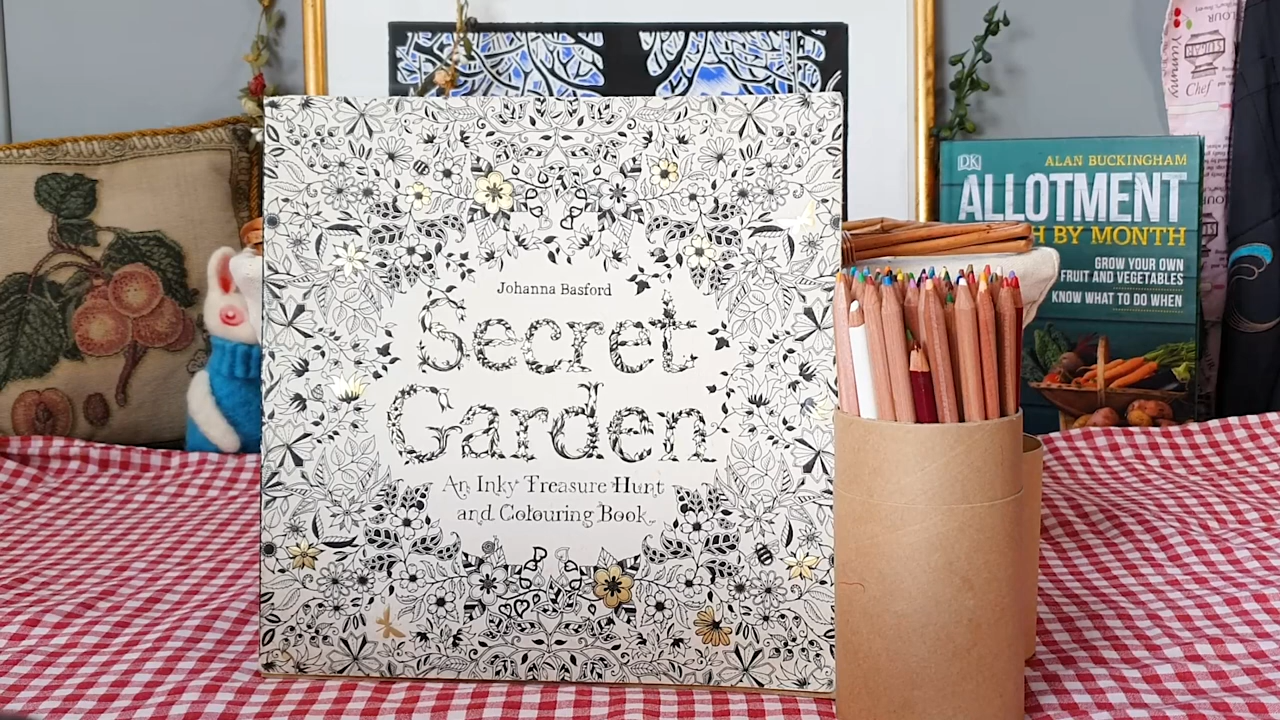 Johanna Basford
Secret
Garden
An Inky Treasure Hunt
and Colouring Book
DK
ALAN BUCKINGHAM
ALLOTMENT
H BY MONTH
GROW YOUR OWN
FRUIT AND VEGETABLES
KNOW WHAT TO DO WHEN
SUGAR
Chef